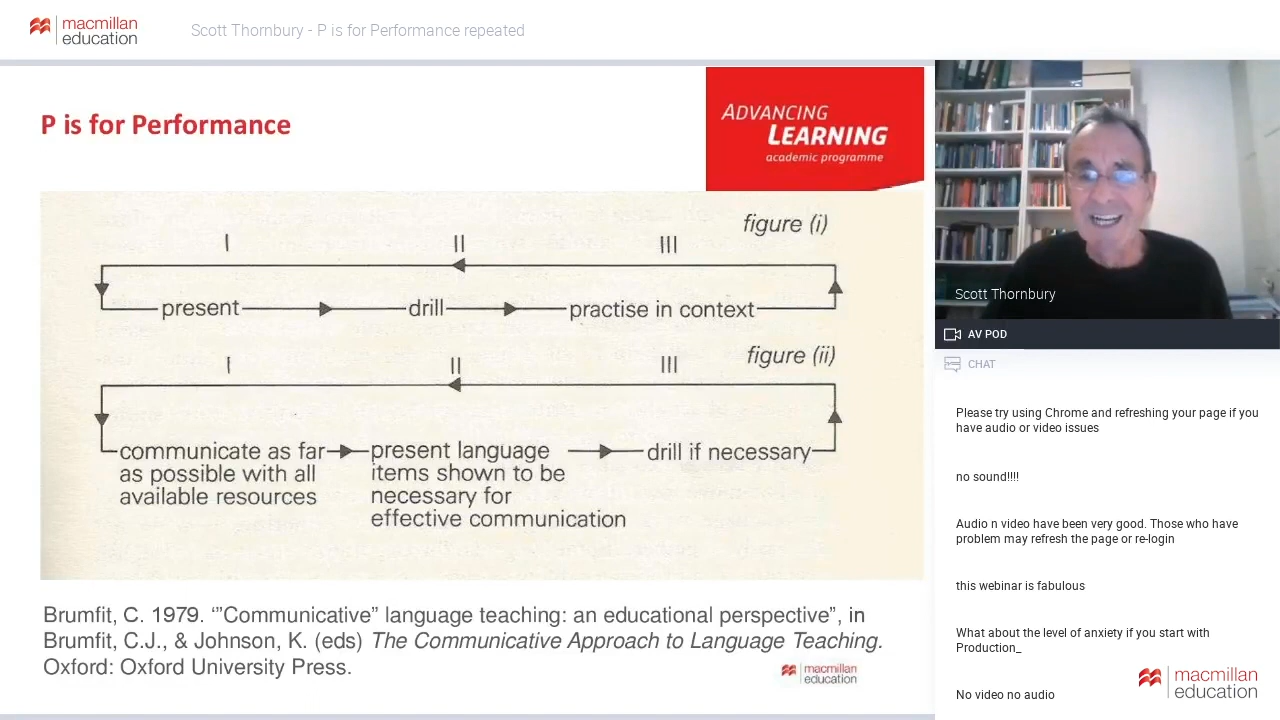 macmillan
education
Scott Thornbury - P is for Performance repeated
P is for Performance
ADVANCING
LEARNING
academic programme
figure (i)
I II III
present drill practise in context
figure (ii)
I II III
communicate as far
as possible with all
available resources
present language
items shown to be
necessary for
effective communication
drill if necessary
Brumfit, C. 1979. ‘”Communicative” language teaching: an educational perspective”, in
Brumfit, C.J., & Johnson, K. (eds) The Communicative Approach to Language Teaching.
Oxford: Oxford University Press.
macmillan
education
Scott Thornbury
AV POD
CHAT
Please try using Chrome and refreshing your page if you
have audio or video issues
no sound!!!!
Audio n video have been very good. Those who have
problem may refresh the page or re-login
this webinar is fabulous
What about the level of anxiety if you start with
Production_
No video no audio
macmillan
education